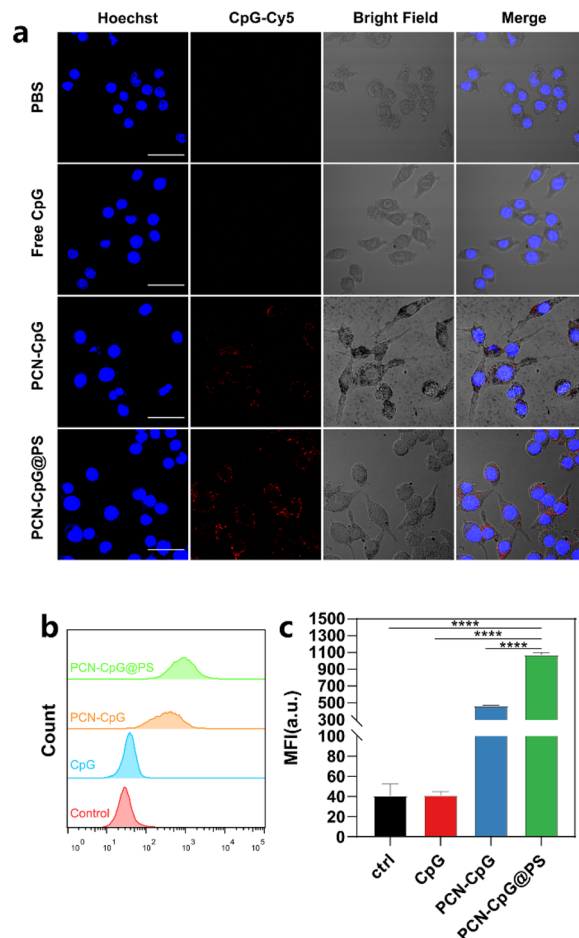 a
Hoechst CpG-Cy5 Bright Field Merge
PBS
Free CpG
PCN-CpG
PCN-CpG@PS
b
PCN-CpG@PS
PCN-CpG
CpG
Control
Count
10⁰ 10¹ 10² 10³ 10⁴ 10⁵
c
****
****
****
1500
1300
1100
900
700
500
300
100
80
60
40
20
0
MFI(a.u.)
ctrl
CpG
PCN-CpG
PCN-CpG@PS